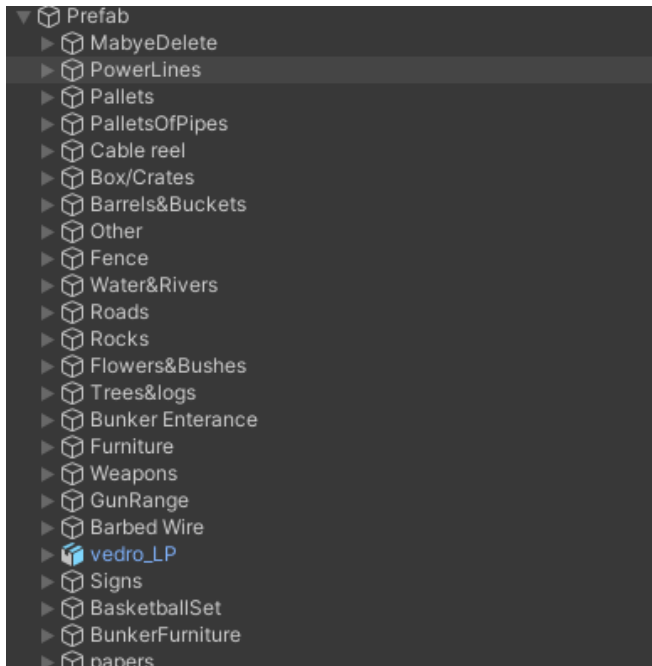 Prefab
MabyeDelete
PowerLines
Pallets
PalletsOfPipes
Cable reel
Box/Crates
Barrels&Buckets
Other
Fence
Water&Rivers
Roads
Rocks
Flowers&Bushes
Trees&logs
Bunker Enterance
Furniture
Weapons
GunRange
Barbed Wire
vedro_LP
Signs
BasketballSet
BunkerFurniture
papers